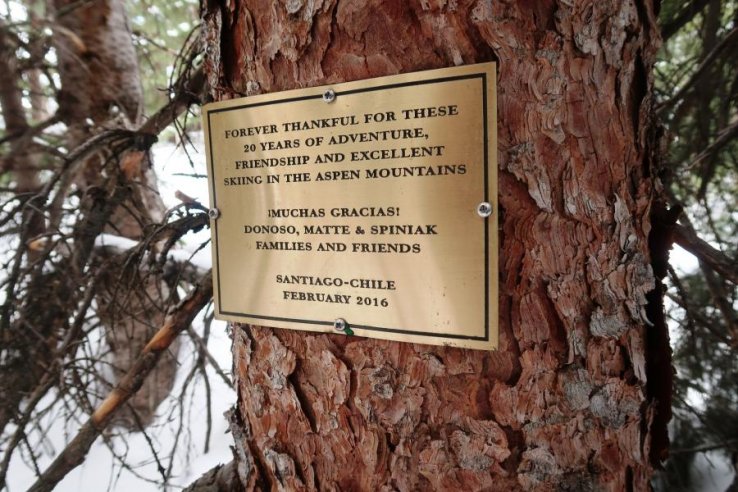 FOREVER THANKFUL FOR THESE
20 YEARS OF ADVENTURE,
FRIENDSHIP AND EXCELLENT
SKIING IN THE ASPEN MOUNTAINS
¡MUCHAS GRACIAS!
DONOSO, MATTE & SPINIAK
FAMILIES AND FRIENDS
SANTIAGO-CHILE
FEBRUARY 2016